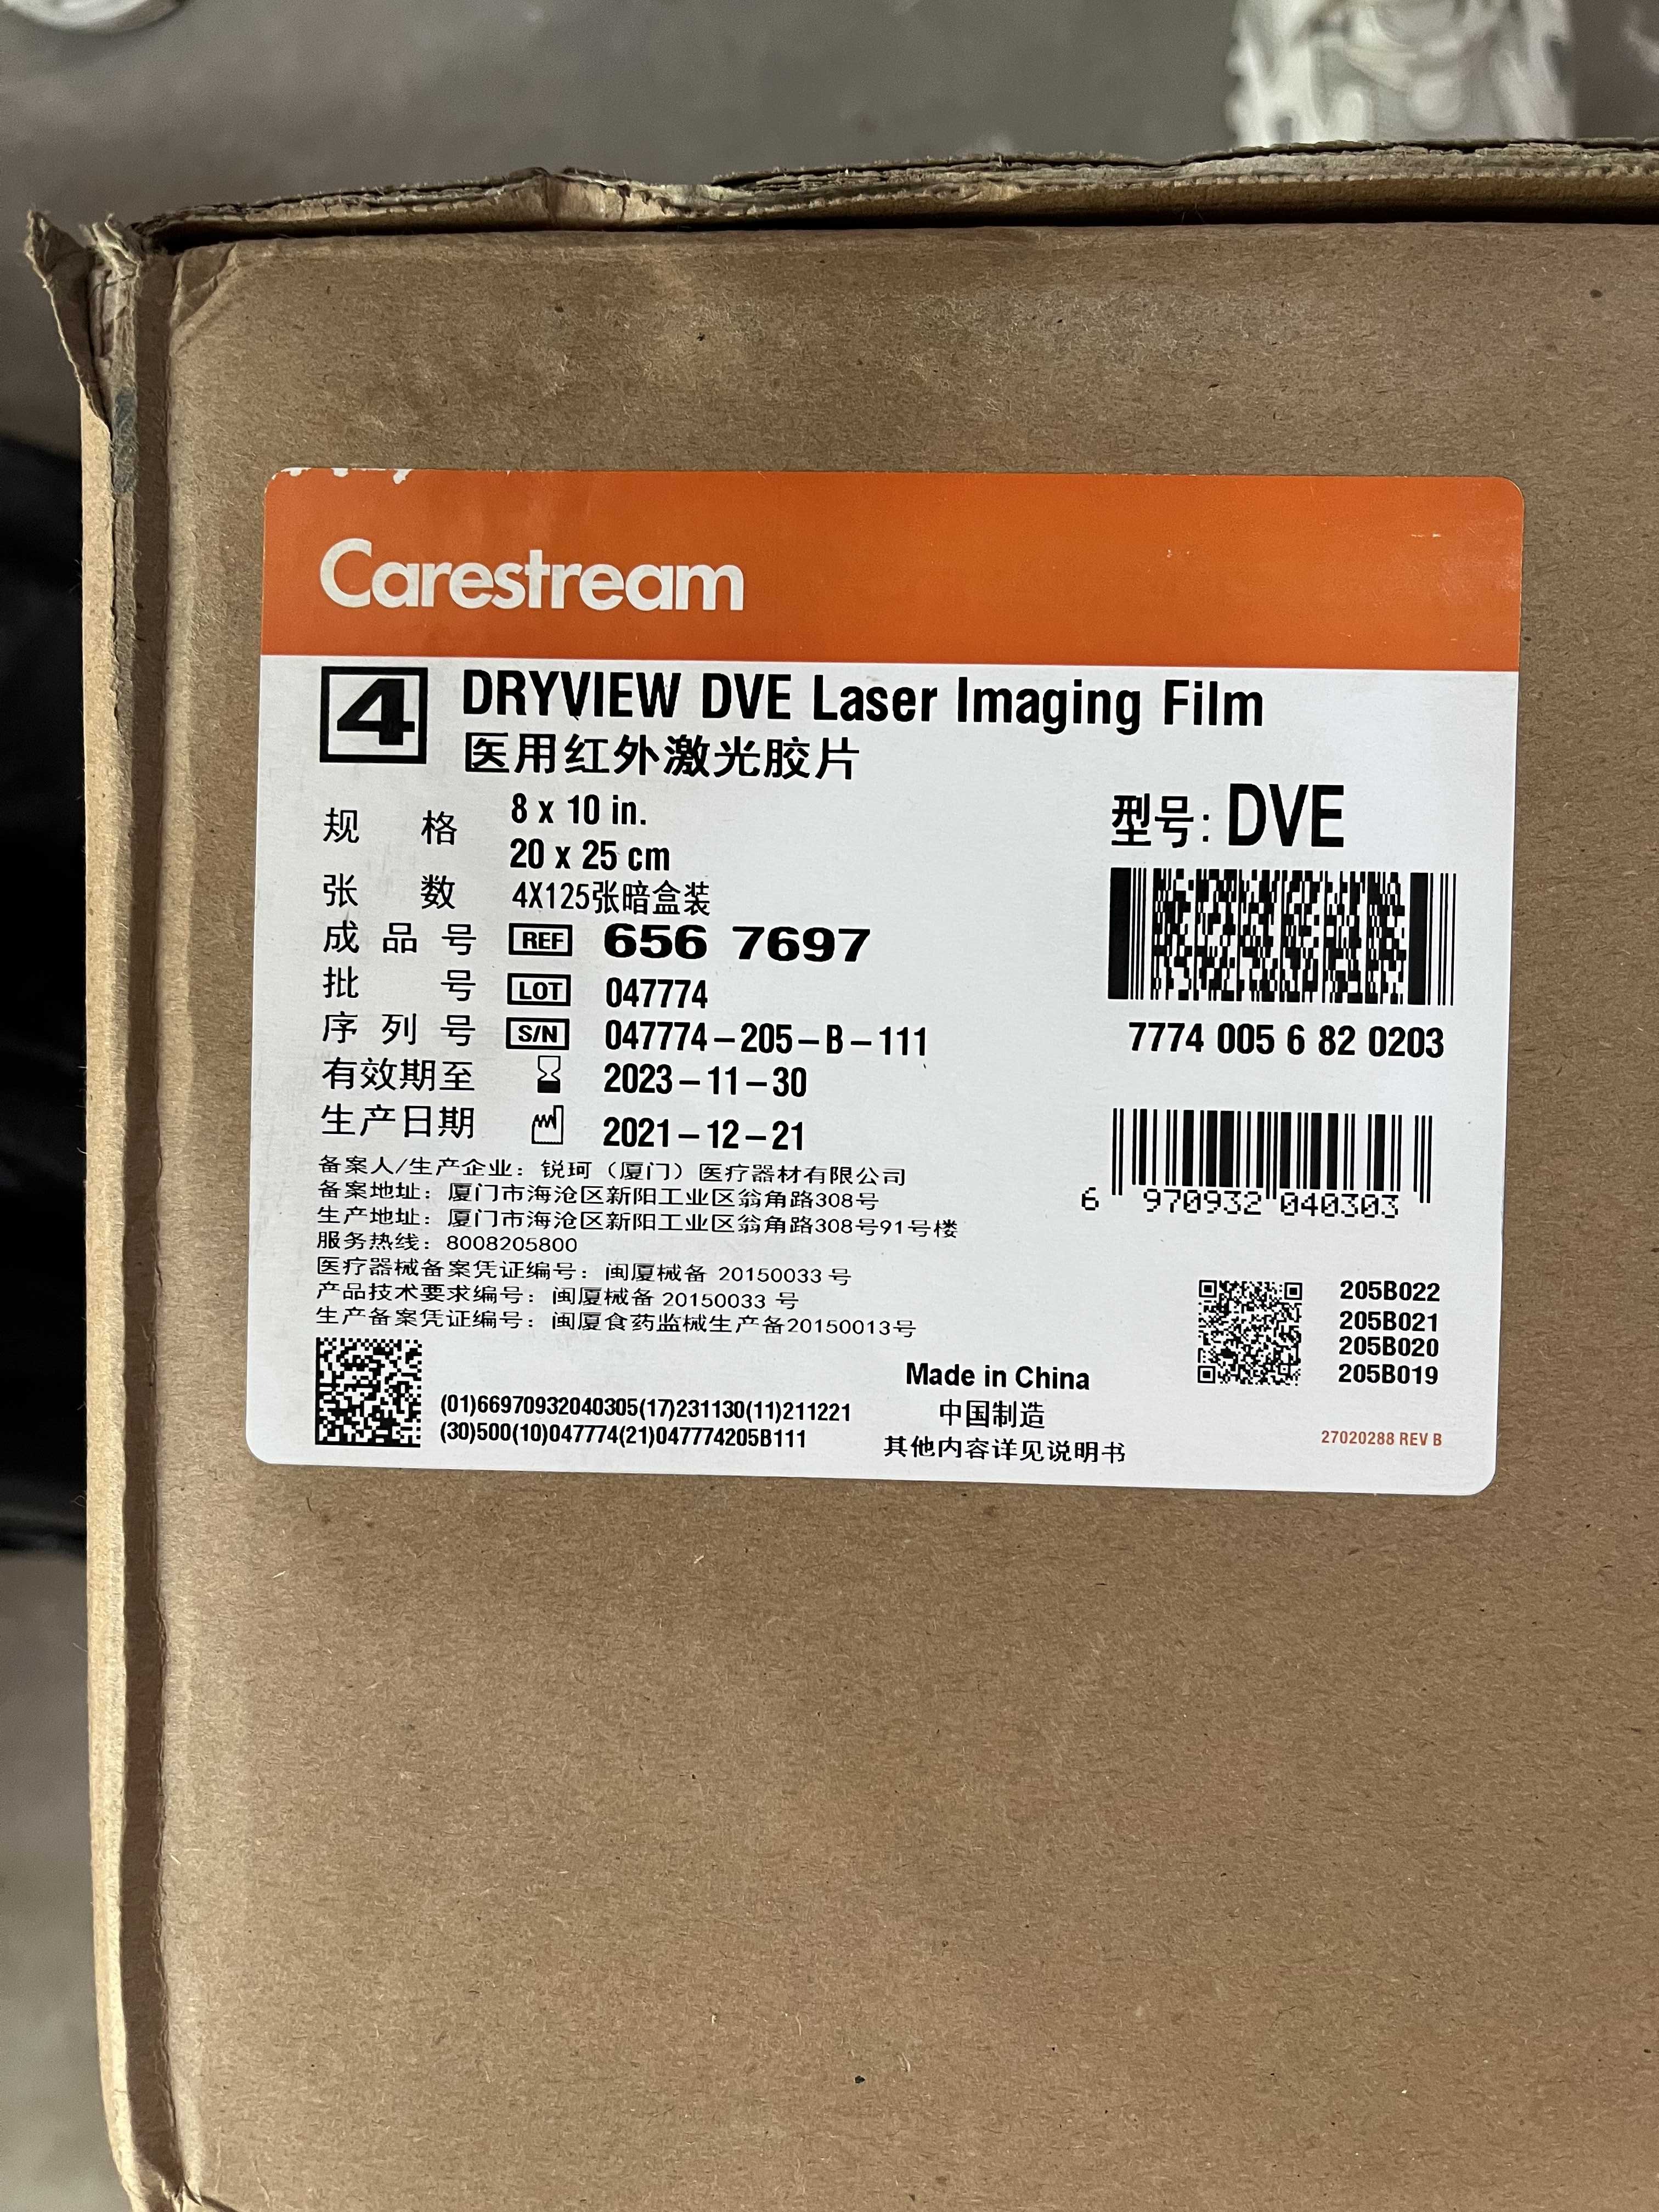 Carestream
4 DRYVIEW DVE Laser Imaging Film
医用红外激光胶片
规 格 8 x 10 in.
20 x 25 cm
张 数 4X125张暗盒装
成品号 REF 656 7697
批 号 LOT 047774
序列号 S/N 047774-205-B-111
有效期至 2023-11-30
生产日期 2021-12-21
型号: DVE
7774 005 6 82 0203
6 970932 040303
备案人/生产企业: 锐珂(厦门)医疗器材有限公司
备案地址: 厦门市海沧区新阳工业区翁角路308号
生产地址: 厦门市海沧区新阳工业区翁角路308号91号楼
服务热线: 8008205800
医疗器械备案凭证编号: 闽厦械备 20150033 号
产品技术要求编号: 闽厦械备 20150033 号
生产备案凭证编号: 闽厦食药监械生产备20150013号
205B022
205B021
205B020
205B019
(01)66970932040305(17)231130(11)211221
(30)500(10)047774(21)047774205B111
Made in China
中国制造
其他内容详见说明书
27020288 REV B